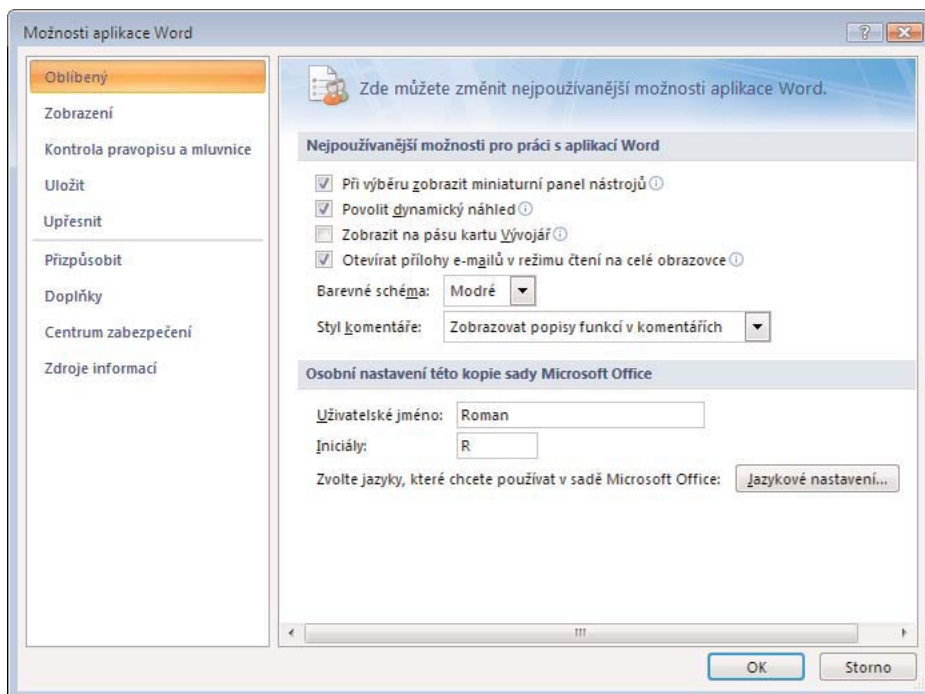 Možnosti aplikace Word
Oblíbený
Zobrazení
Kontrola pravopisu a mluvnice
Uložit
Upřesnit
Přizpůsobit
Doplňky
Centrum zabezpečení
Zdroje informací
Zde můžete změnit nejpoužívanější možnosti aplikace Word.
Nejpoužívanější možnosti pro práci s aplikací Word
Při výběru zobrazit miniaturní panel nástrojů
Povolit dynamický náhled
Zobrazit na pásu kartu Vývojář
Otevírat přílohy e-mailů v režimu čtení na celé obrazovce
Barevné schéma: Modré
Styl komentáře: Zobrazovat popisy funkcí v komentářích
Osobní nastavení této kopie sady Microsoft Office
Uživatelské jméno: Roman
Iniciály: R
Zvolte jazyky, které chcete používat v sadě Microsoft Office: Jazykové nastavení...
OK Storno